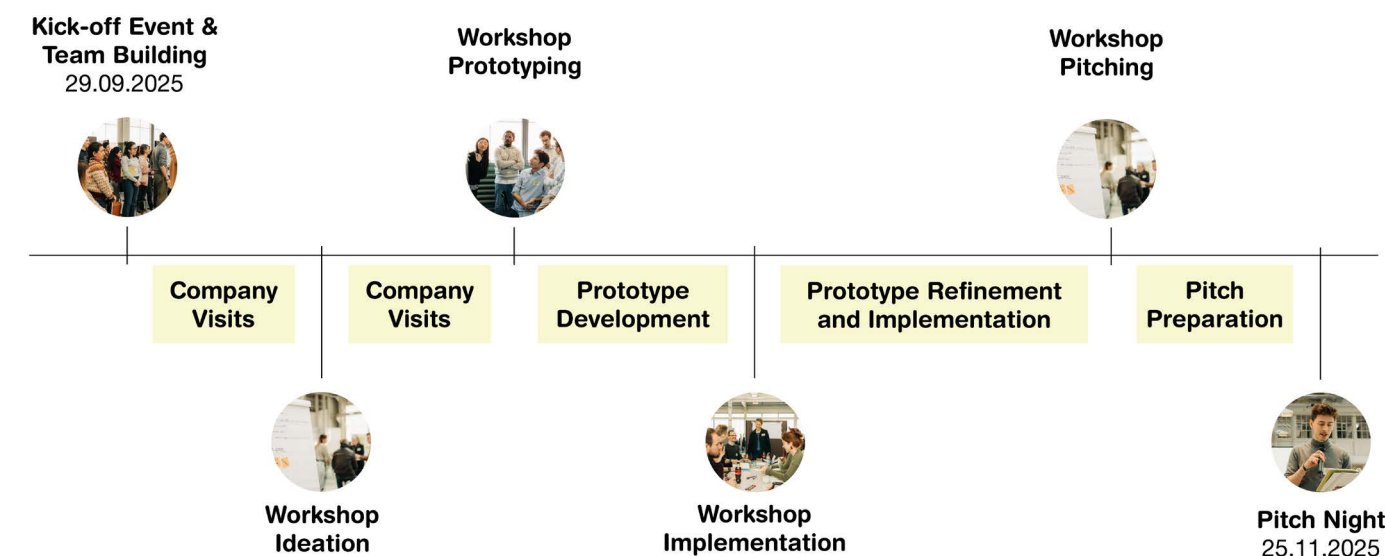 Kick-off Event &
Team Building
29.09.2025
Workshop
Prototyping
Workshop
Pitching
Company
Visits
Company
Visits
Prototype
Development
Prototype Refinement
and Implementation
Pitch
Preparation
Workshop
Ideation
Workshop
Implementation
Pitch Night
25.11.2025